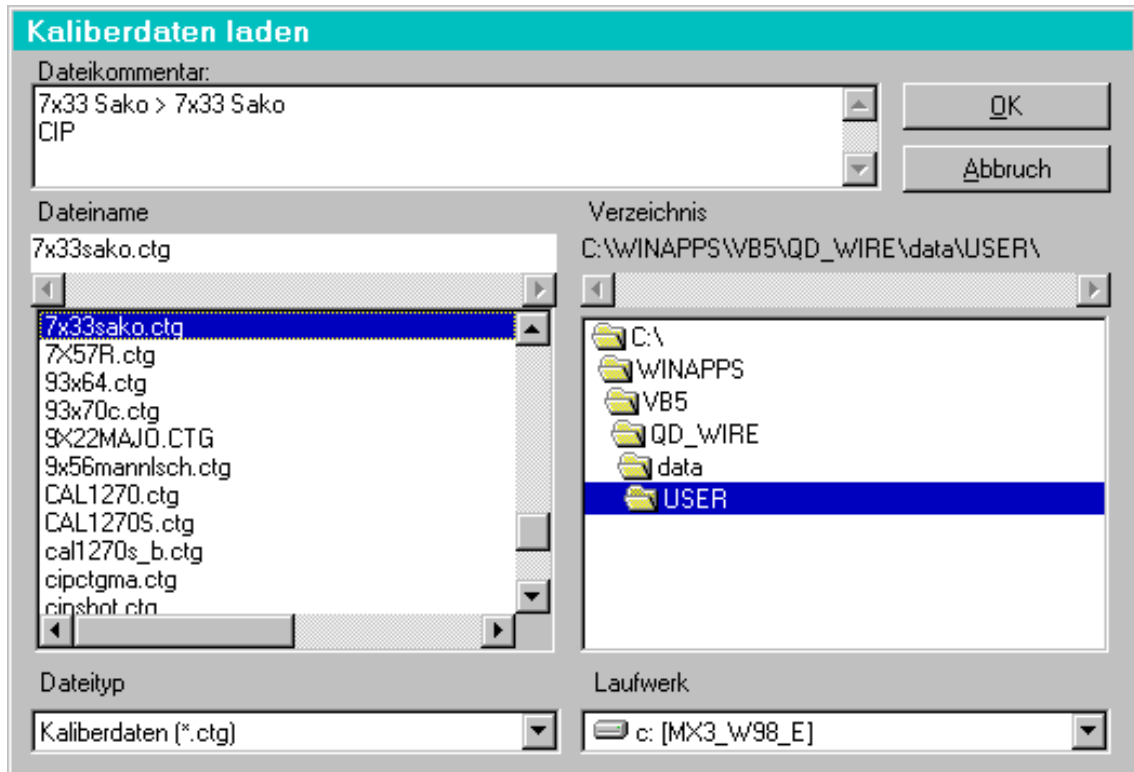 Kaliberdaten laden
Dateikommentar:
7x33 Sako > 7x33 Sako
CIP
OK
Abbruch
Dateiname
7x33sako.ctg
7x33sako.ctg
7X57R.ctg
93x64.ctg
93x70c.ctg
9X22MAJO.CTG
9x56mannlsch.ctg
CAL1270.ctg
CAL1270S.ctg
cal1270s_b.ctg
cipctgma.ctg
cipshot.ctg
Verzeichnis
C:\WINAPPS\VB5\QD_WIRE\data\USER\
C:\
WINAPPS
VB5
QD_WIRE
data
USER
Dateityp
Kaliberdaten (*.ctg)
Laufwerk
c: [MX3_W98_E]